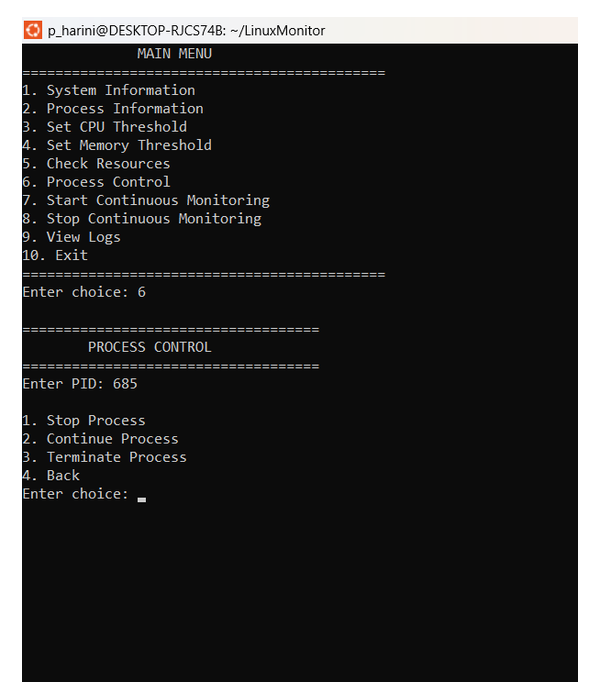 p_harini@DESKTOP-RJCS74B: ~/LinuxMonitor
MAIN MENU
============================================
1. System Information
2. Process Information
3. Set CPU Threshold
4. Set Memory Threshold
5. Check Resources
6. Process Control
7. Start Continuous Monitoring
8. Stop Continuous Monitoring
9. View Logs
10. Exit
============================================
Enter choice: 6
====================================
PROCESS CONTROL
====================================
Enter PID: 685
1. Stop Process
2. Continue Process
3. Terminate Process
4. Back
Enter choice: